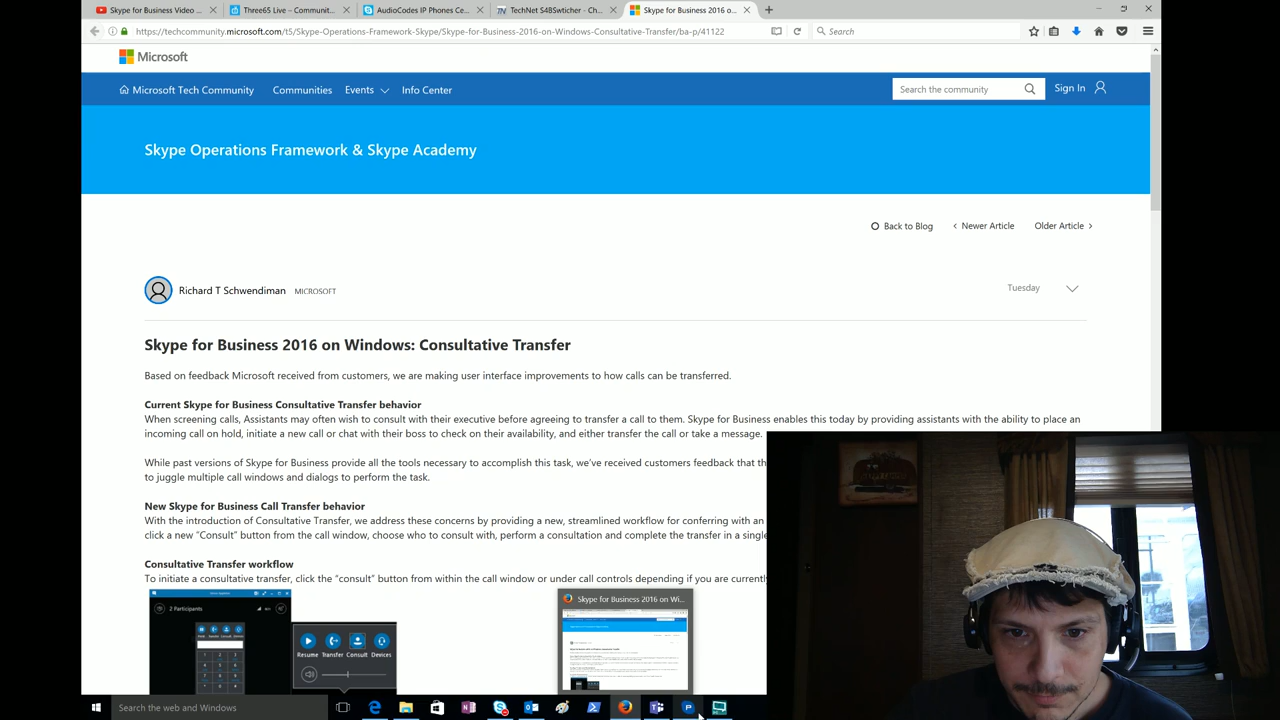 Skype for Business Video ...
Three65 Live – Communit...
AudioCodes IP Phones Ce...
TechNet S4BSwticher - Ch...
Skype for Business 2016 o...
https://techcommunity.microsoft.com/t5/Skype-Operations-Framework-Skype/Skype-for-Business-2016-on-Windows-Consultative-Transfer/ba-p/41122
Search
Microsoft
Microsoft Tech Community
Communities
Events
Info Center
Search the community
Sign In
Skype Operations Framework & Skype Academy
Back to Blog
Newer Article
Older Article
Richard T Schwendiman MICROSOFT
Tuesday
Skype for Business 2016 on Windows: Consultative Transfer
Based on feedback Microsoft received from customers, we are making user interface improvements to how calls can be transferred.
Current Skype for Business Consultative Transfer behavior
When screening calls, Assistants may often wish to consult with their executive before agreeing to transfer a call to them. Skype for Business enables this today by providing assistants with the ability to place an
incoming call on hold, initiate a new call or chat with their boss to check on their availability, and either transfer the call or take a message.
While past versions of Skype for Business provide all the tools necessary to accomplish this task, we've received customers feedback that th
to juggle multiple call windows and dialogs to perform the task.
New Skype for Business Call Transfer behavior
With the introduction of Consultative Transfer, we address these concerns by providing a new, streamlined workflow for conferring with an
click a new "Consult" button from the call window, choose who to consult with, perform a consultation and complete the transfer in a singl
Consultative Transfer workflow
To initiate a consultative transfer, click the "consult" button from within the call window or under call controls depending if you are currentl
2 Participants
Resume Transfer Consult Devices
Skype for Business 2016 on Wi...
Search the web and Windows